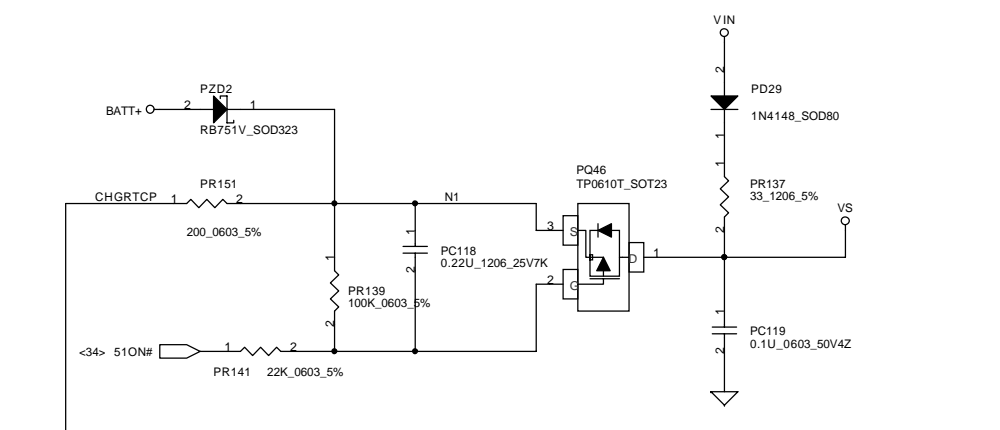 VIN
2
PD29
1N4148_SOD80
1
PZD2
BATT+
2
1
RB751V_SOD323
PQ46
TP0610T_SOT23
1
PR137
33_1206_5%
2
VS
CHGRTCP
1
PR151
2
200_0603_5%
N1
3
S
1
PC118
0.22U_1206_25V7K
2
D
1
2
G
1
PR139
100K_0603_5%
2
1
PC119
0.1U_0603_50V4Z
2
<34> 51ON#
1
2
PR141
22K_0603_5%